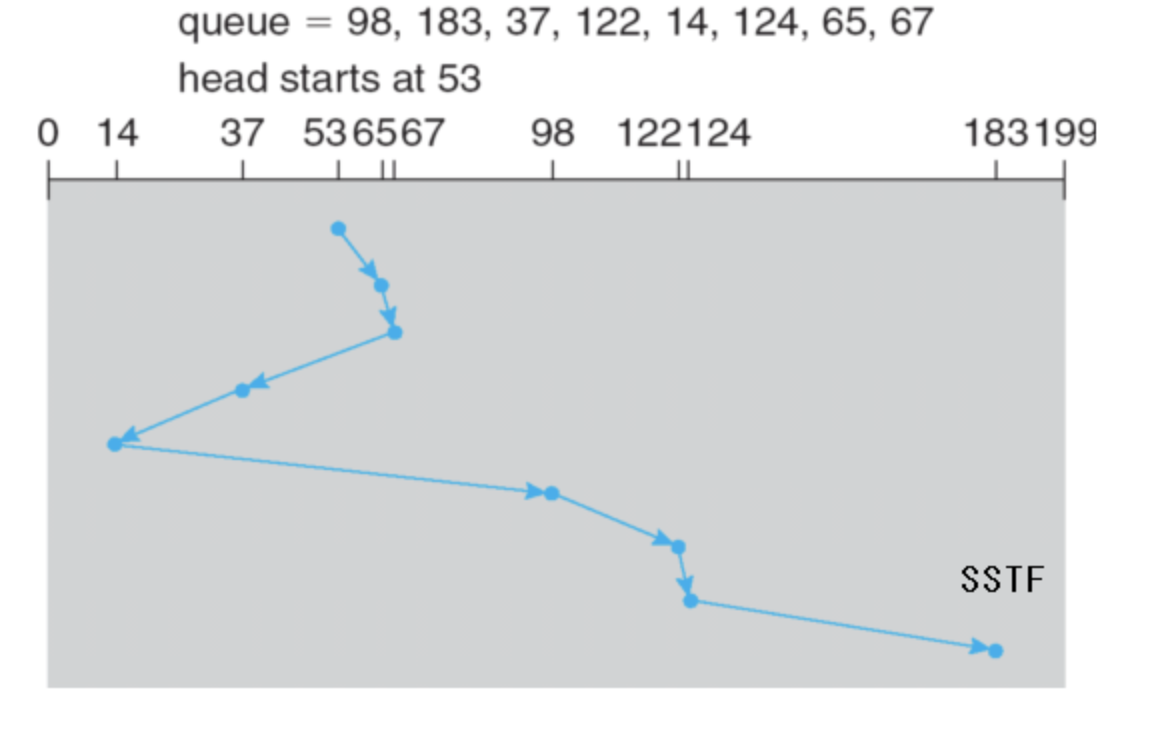 queue = 98, 183, 37, 122, 14, 124, 65, 67
head starts at 53
0 14 37 53 65 67 98 122 124 183 199
SSTF